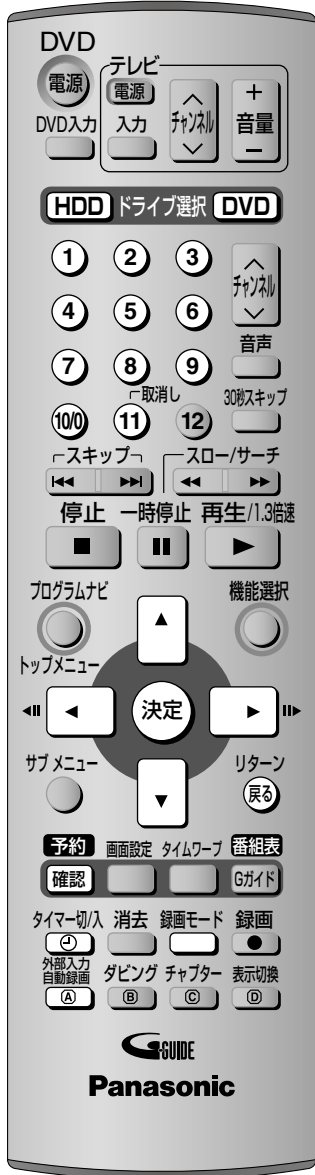 DVD
テレビ
電源
電源
DVD入力
入力
チャンネル
+
音量
−
HDD ドライブ選択 DVD
1 2 3
チャンネル
4 5 6
7 8 9
音声
取消し
10/0 11 12
30秒スキップ
スキップ
スロー/サーチ
停止 一時停止 再生/1.3倍速
プログラムナビ
機能選択
トップメニュー
決定
サブ メニュー
リターン
戻る
予約 画面設定 タイムワープ 番組表
確認
Gガイド
タイマー切/入 消去 録画モード 録画
外部入力
自動録画
ダビング チャプター 表示切換
A B C D
G-GUIDE
Panasonic